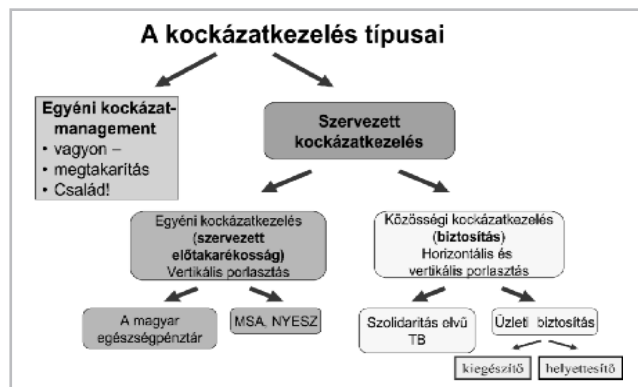 A kockázatkezelés típusai
Egyéni kockázat-
management
• vagyon –
• megtakarítás
• Család!
Szervezett
kockázatkezelés
Egyéni kockázatkezelés
(szervezett
előtakarékosság)
Vertikális porlasztás
Közösségi kockázatkezelés
(biztosítás)
Horizontális és
vertikális porlasztás
A magyar
egészségpénztár
MSA, NYESZ
Szolidaritás elvű
TB
Üzleti biztosítás
kiegészítő
helyettesítő